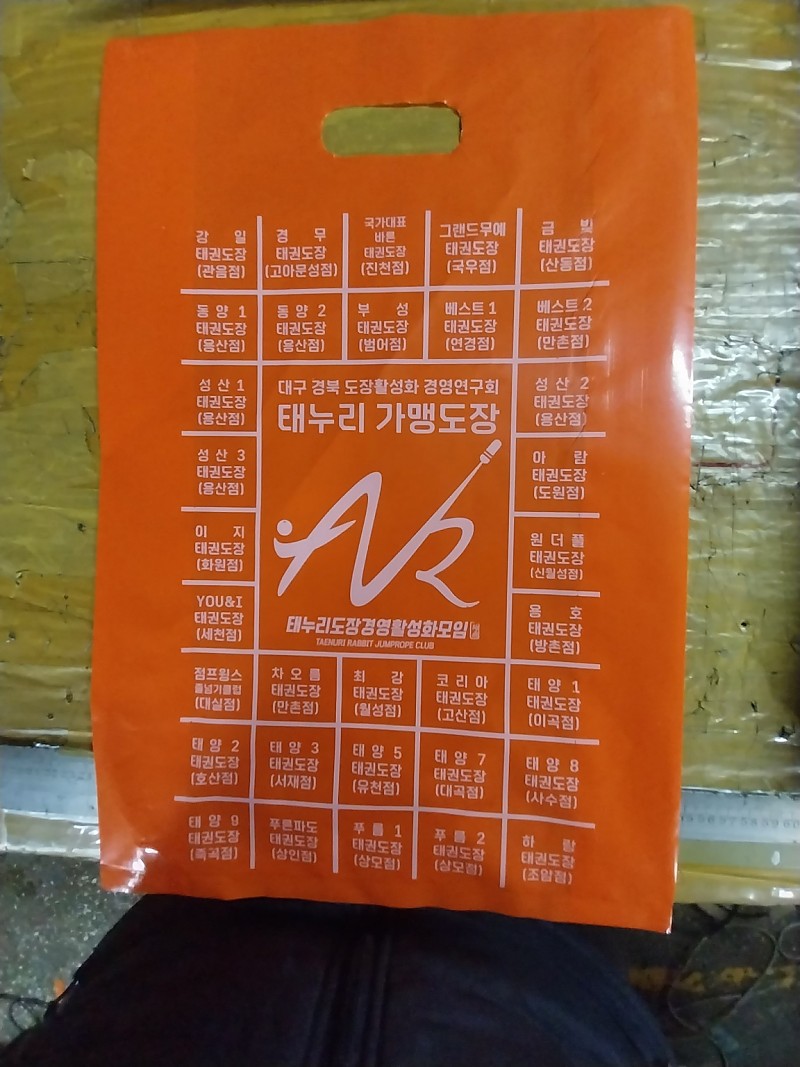 강 일
태권도장
(관음점)
경 무
태권도장
(고아문성점)
국가대표
바른
태권도장
(진천점)
그랜드무예
태권도장
(국우점)
금 빛
태권도장
(산동점)
동 양 1
태권도장
(용산점)
동 양 2
태권도장
(용산점)
부 성
태권도장
(범어점)
베스트 1
태권도장
(연경점)
베스트 2
태권도장
(만촌점)
성 산 1
태권도장
(용산점)
대구 경북 도장활성화 경영연구회
태누리 가맹도장
성 산 2
태권도장
(용산점)
성 산 3
태권도장
(용산점)
아 람
태권도장
(도원점)
이 지
태권도장
(화원점)
원 더 풀
태권도장
(신월성점)
YOU&I
태권도장
(세천점)
용 호
태권도장
(방촌점)
태누리도장경영활성화모임
TAENURI RABBIT JUMPROPE CLUB
점프윙스
줄넘기클럽
(대실점)
차 오 름
태권도장
(만촌점)
최 강
태권도장
(월성점)
코 리 아
태권도장
(고산점)
태 양 1
태권도장
(이곡점)
태 양 2
태권도장
(호산점)
태 양 3
태권도장
(서재점)
태 양 5
태권도장
(유천점)
태 양 7
태권도장
(대곡점)
태 양 8
태권도장
(사수점)
태 양 9
태권도장
(죽곡점)
푸른파도
태권도장
(상인점)
푸 름 1
태권도장
(상모점)
푸 름 2
태권도장
(상모점)
하 랑
태권도장
(조암점)